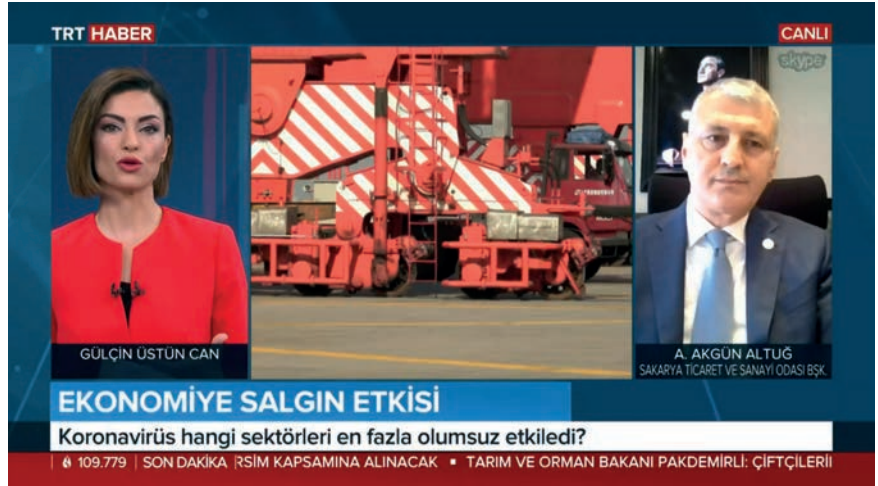 TRT HABER
CANLI
skype
GÜLÇİN ÜSTÜN CAN
A. AKGÜN ALTUĞ
SAKARYA TİCARET VE SANAYİ ODASI BŞK.
EKONOMİYE SALGIN ETKİSİ
Koronavirüs hangi sektörleri en fazla olumsuz etkiledi?
109.779 SON DAKİKA RSİM KAPSAMINA ALINACAK ▪ TARIM VE ORMAN BAKANI PAKDEMİRLİ: ÇİFTÇİLERİ